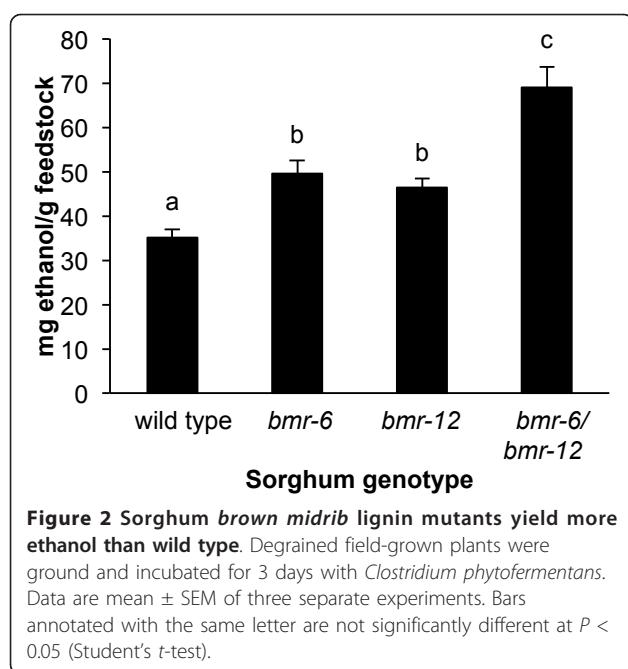 80
70
60
50
40
30
20
10
0
mg ethanol/g feedstock
a
b
b
c
wild type
bmr-6
bmr-12
bmr-6/
bmr-12
Sorghum genotype
Figure 2 Sorghum brown midrib lignin mutants yield more
ethanol than wild type. Degrained field-grown plants were
ground and incubated for 3 days with Clostridium phytofermentans.
Data are mean ± SEM of three separate experiments. Bars
annotated with the same letter are not significantly different at P <
0.05 (Student's t-test).